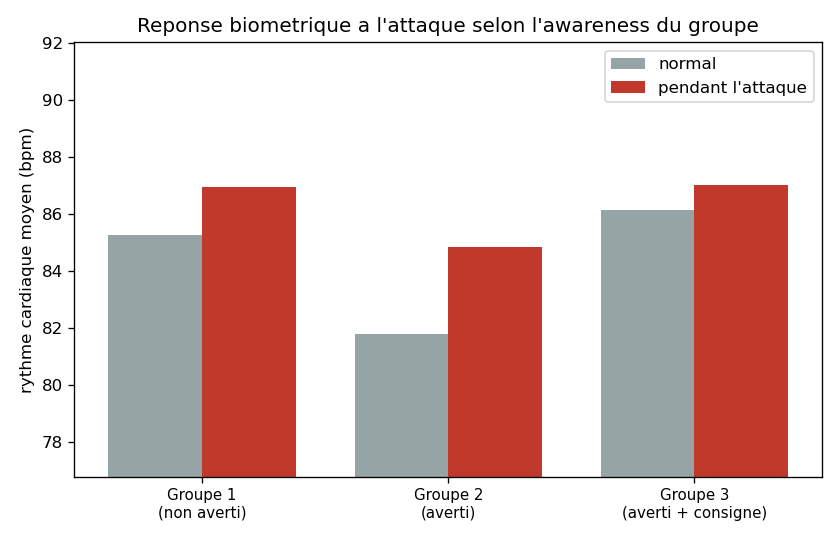 Reponse biometrique a l'attaque selon l'awareness du groupe
normal
pendant l'attaque
rythme cardiaque moyen (bpm)
92
90
88
86
84
82
80
78
Groupe 1
(non averti)
Groupe 2
(averti)
Groupe 3
(averti + consigne)